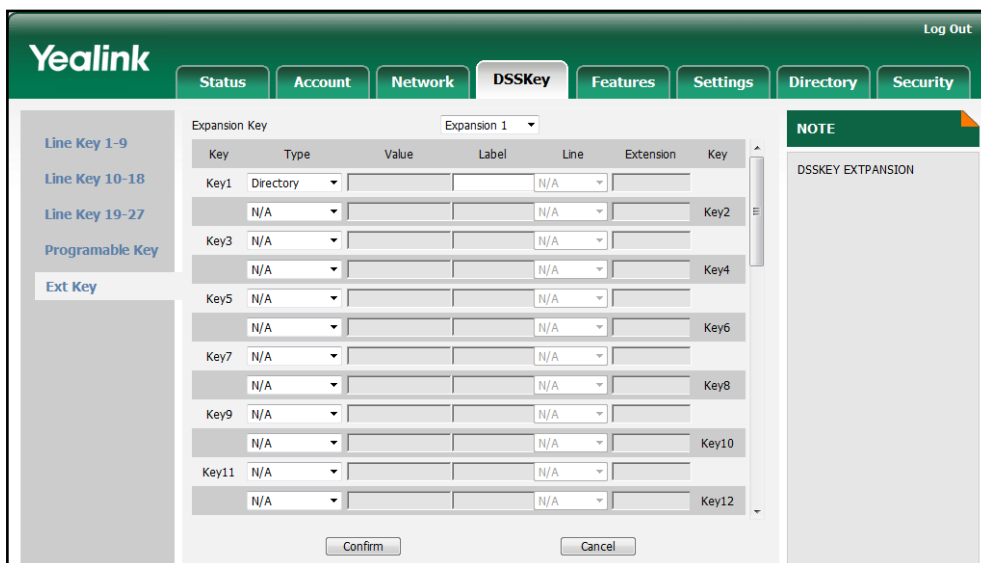 Log Out
Yealink
Status Account Network DSSKey Features Settings Directory Security
Line Key 1-9
Line Key 10-18
Line Key 19-27
Programable Key
Ext Key
Expansion Key Expansion 1
Key Type Value Label Line Extension Key
Key1 Directory N/A
N/A N/A Key2
Key3 N/A N/A
N/A N/A Key4
Key5 N/A N/A
N/A N/A Key6
Key7 N/A N/A
N/A N/A Key8
Key9 N/A N/A
N/A N/A Key10
Key11 N/A N/A
N/A N/A Key12
Confirm Cancel
NOTE
DSSKEY EXTPANSION